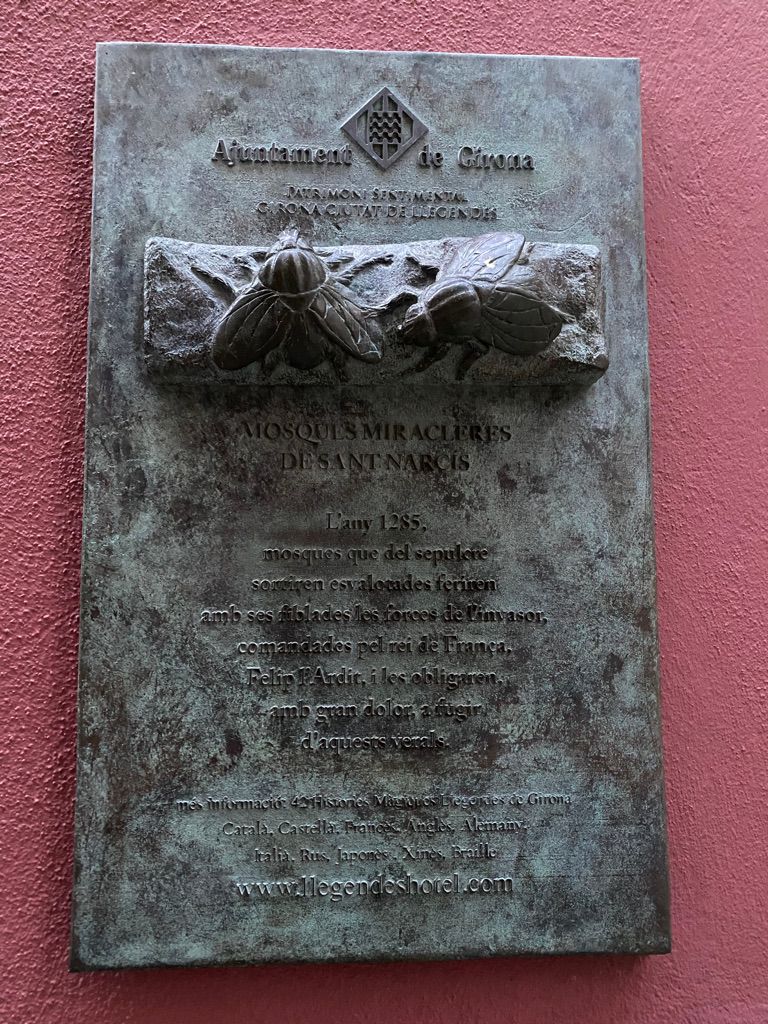 Ajuntament de Girona
PATRIMONI SENTIMENTAL
GIRONA CIUTAT DE LLEGENDES
MOSQUES MIRACLERES
DE SANT NARCÍS
L'any 1285,
mosques que del sepulcre
sortiren esvalotades feriren
amb ses fiblades les forces de l'invasor,
comandades pel rei de França,
Felip l'Ardit, i les obligaren,
amb gran dolor, a fugir
d'aquests verals.
més informació: 42 Històries Màgiques Llegendes de Girona
Català, Castellà, Francès, Anglès, Alemany,
Italià, Rus, Japonès, Xinès, Braille
www.llegendeshotel.com